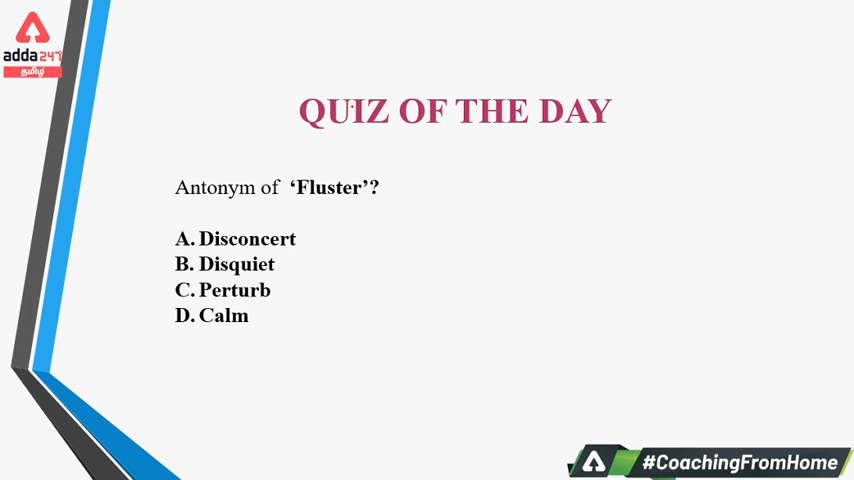 adda247
தமிழ்
QUIZ OF THE DAY
Antonym of ‘Fluster’?
A. Disconcert
B. Disquiet
C. Perturb
D. Calm
#CoachingFromHome